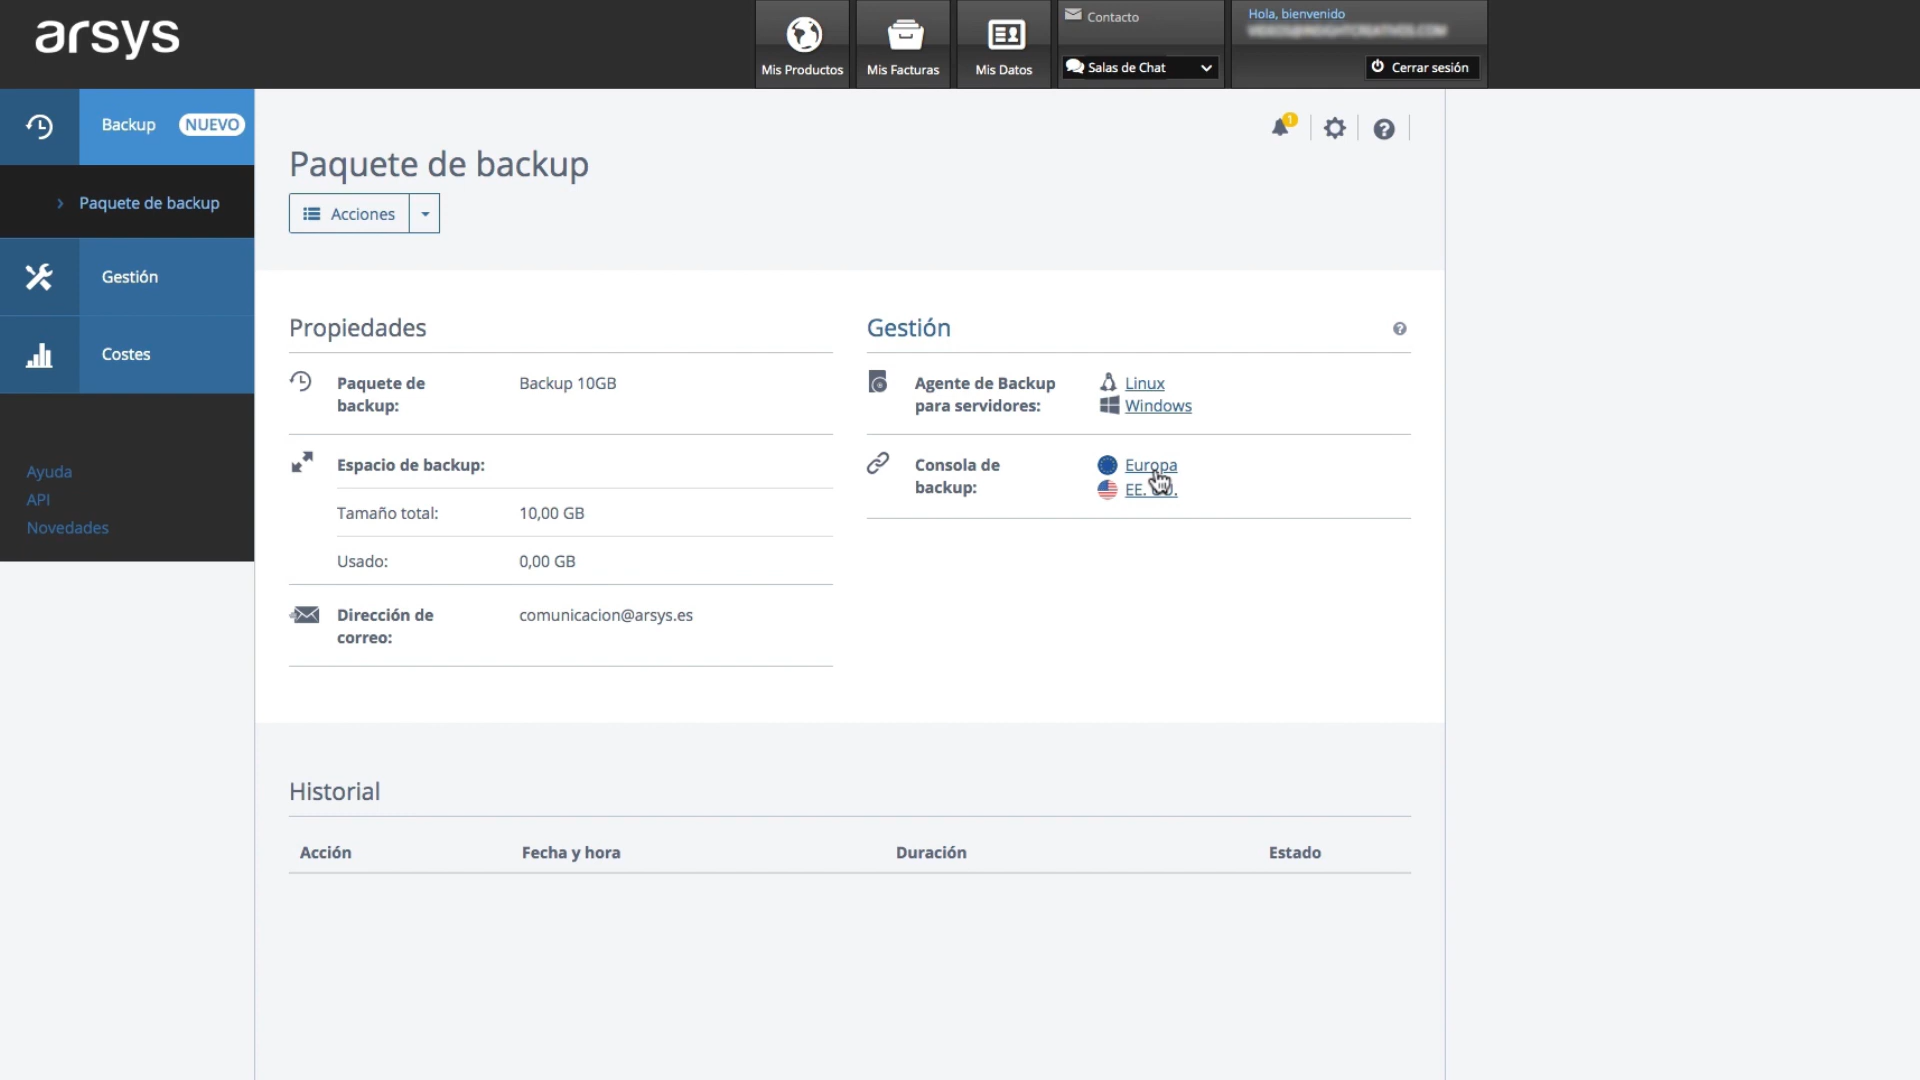 arsys
Mis Productos
Mis Facturas
Mis Datos
Contacto
Salas de Chat
Hola, bienvenido
Cerrar sesión
Backup NUEVO
Paquete de backup
Gestión
Costes
Ayuda
API
Novedades
1
Paquete de backup
Acciones
Propiedades
Paquete de
backup:
Backup 10GB
Espacio de backup:
Tamaño total: 10,00 GB
Usado: 0,00 GB
Dirección de
correo:
comunicacion@arsys.es
Gestión
Agente de Backup
para servidores:
Linux
Windows
Consola de
backup:
Europa
EE.
Historial
Acción Fecha y hora Duración Estado